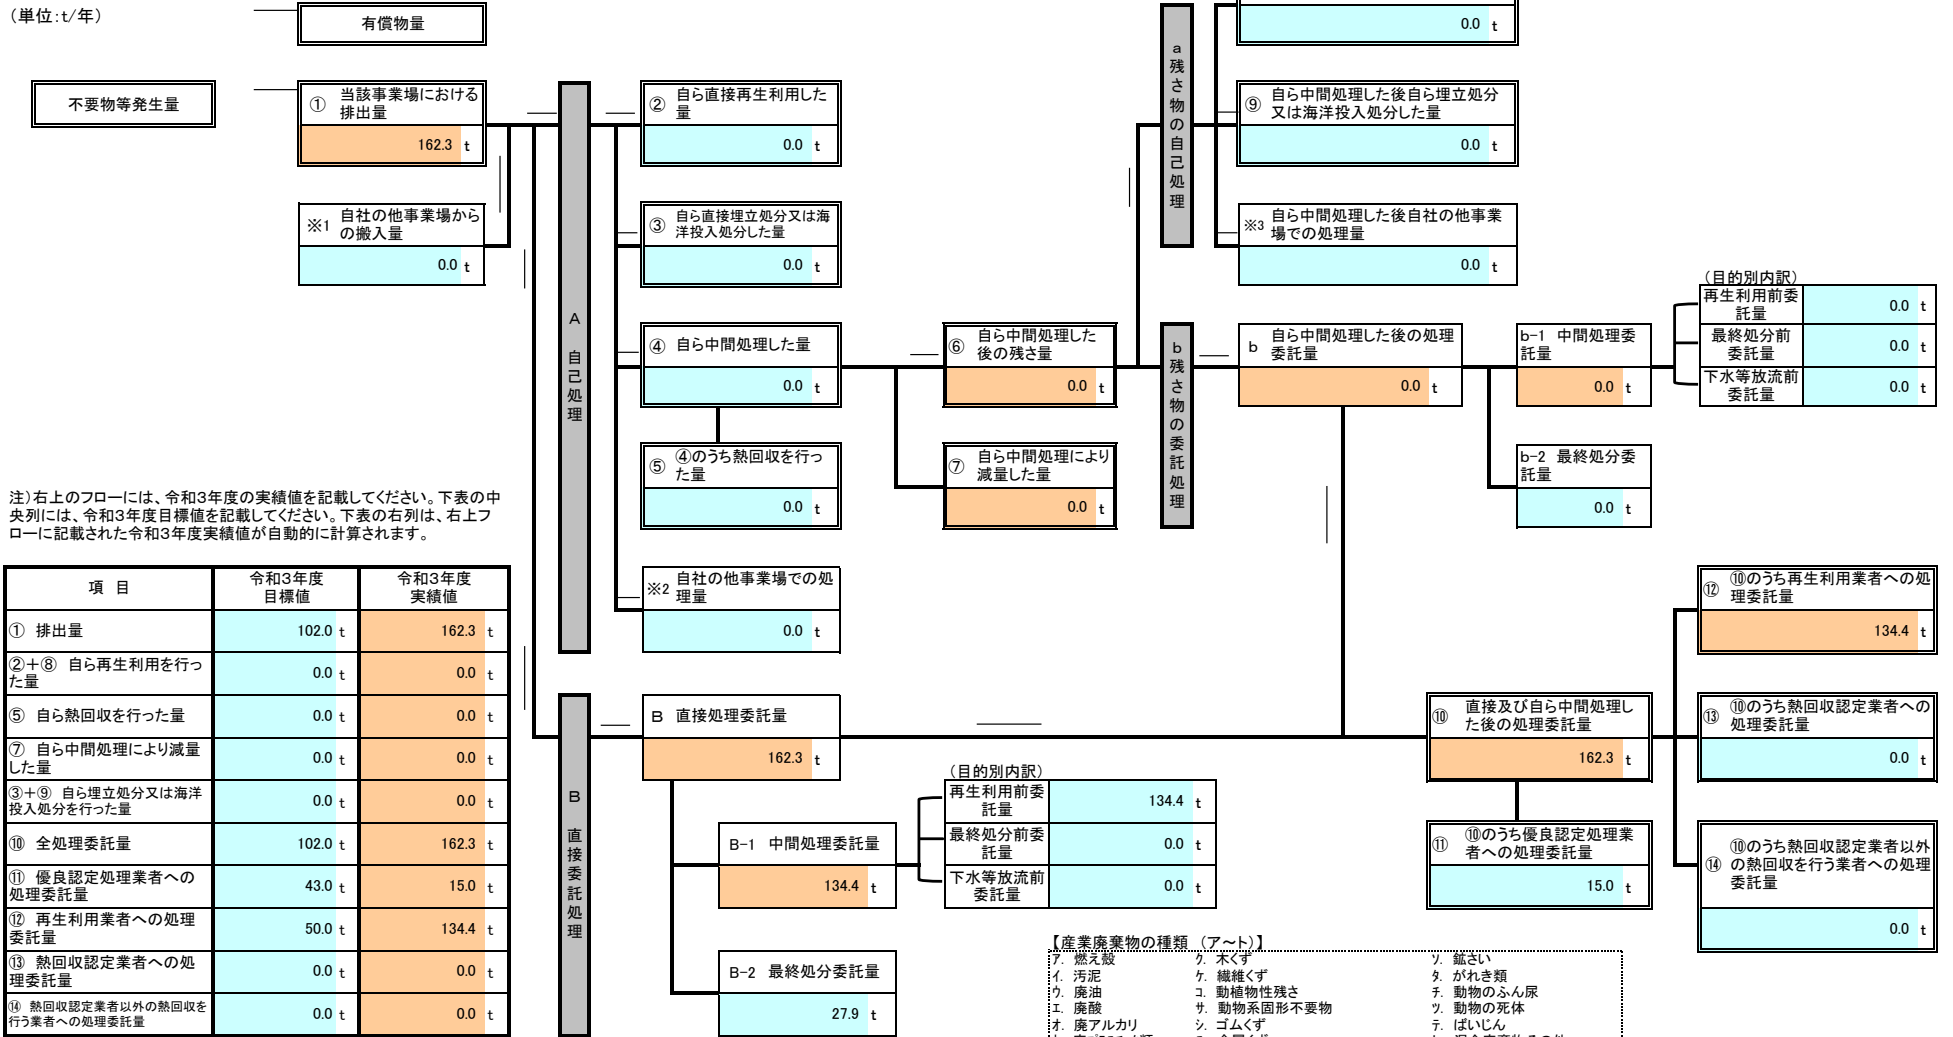 （単位：t/年）
有償物量
不要物等発生量
① 当該事業場における
排出量
162.3 t
※1 自社の他事業場から
の搬入量
0.0 t
A 自己処理
② 自ら直接再生利用した
量
0.0 t
③ 自ら直接埋立処分又は海
洋投入処分した量
0.0 t
④ 自ら中間処理した量
0.0 t
⑤ ④のうち熱回収を行っ
た量
0.0 t
※2 自社の他事業場での処
理量
0.0 t
⑥ 自ら中間処理した
後の残さ量
0.0 t
⑦ 自ら中間処理により
減量した量
0.0 t
a 残さ物の自己処理
0.0 t
⑨ 自ら中間処理した後自ら埋立処分
又は海洋投入処分した量
0.0 t
※3 自ら中間処理した後自社の他事業
場での処理量
0.0 t
b 残さ物の委託処理
b 自ら中間処理した後の処理
委託量
0.0 t
b-1 中間処理委
託量
0.0 t
b-2 最終処分委
託量
0.0 t
（目的別内訳）
再生利用前委
託量
0.0 t
最終処分前
委託量
0.0 t
下水等放流前
委託量
0.0 t
注）右上のフローには、令和3年度の実績値を記載してください。下表の中
央列には、令和3年度目標値を記載してください。下表の右列は、右上フ
ローに記載された令和3年度実績値が自動的に計算されます。
項 目
令和3年度
目標値
令和3年度
実績値
① 排出量
102.0 t 162.3 t
②＋⑧ 自ら再生利用を行っ
た量
0.0 t 0.0 t
⑤ 自ら熱回収を行った量
0.0 t 0.0 t
⑦ 自ら中間処理により減量
した量
0.0 t 0.0 t
③＋⑨ 自ら埋立処分又は海洋
投入処分を行った量
0.0 t 0.0 t
⑩ 全処理委託量
102.0 t 162.3 t
⑪ 優良認定処理業者への
処理委託量
43.0 t 15.0 t
⑫ 再生利用業者への処理
委託量
50.0 t 134.4 t
⑬ 熱回収認定業者への処
理委託量
0.0 t 0.0 t
⑭ 熱回収認定業者以外の熱回収を
行う業者への処理委託量
0.0 t 0.0 t
B 直接委託処理
B 直接処理委託量
162.3 t
B-1 中間処理委託量
134.4 t
B-2 最終処分委託量
27.9 t
（目的別内訳）
再生利用前委
託量
134.4 t
最終処分前委
託量
0.0 t
下水等放流前
委託量
0.0 t
⑩ 直接及び自ら中間処理し
た後の処理委託量
162.3 t
⑪ ⑩のうち優良認定処理業
者への処理委託量
15.0 t
⑫ ⑩のうち再生利用業者への処
理委託量
134.4 t
⑬ ⑩のうち熱回収認定業者への
処理委託量
0.0 t
⑭ ⑩のうち熱回収認定業者以外
の熱回収を行う業者への処理
委託量
0.0 t
【産業廃棄物の種類 （ア～ト）】
ア. 燃え殻 ク. 木くず ソ. 鉱さい
イ. 汚泥 ケ. 繊維くず タ. がれき類
ウ. 廃油 コ. 動植物性残さ チ. 動物のふん尿
エ. 廃酸 サ. 動物系固形不要物 ツ. 動物の死体
オ. 廃アルカリ シ. ゴムくず テ. ばいじん